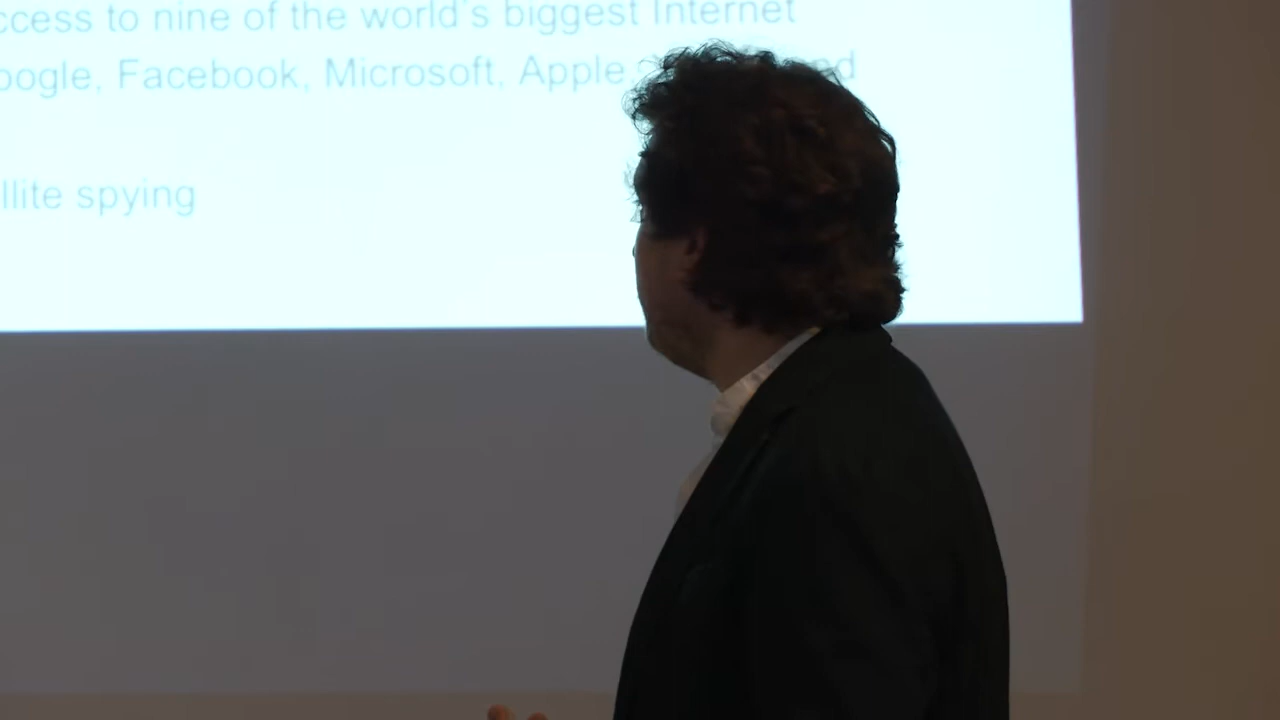 ccess to nine of the world's biggest Internet
oogle, Facebook, Microsoft, Apple
llite spying